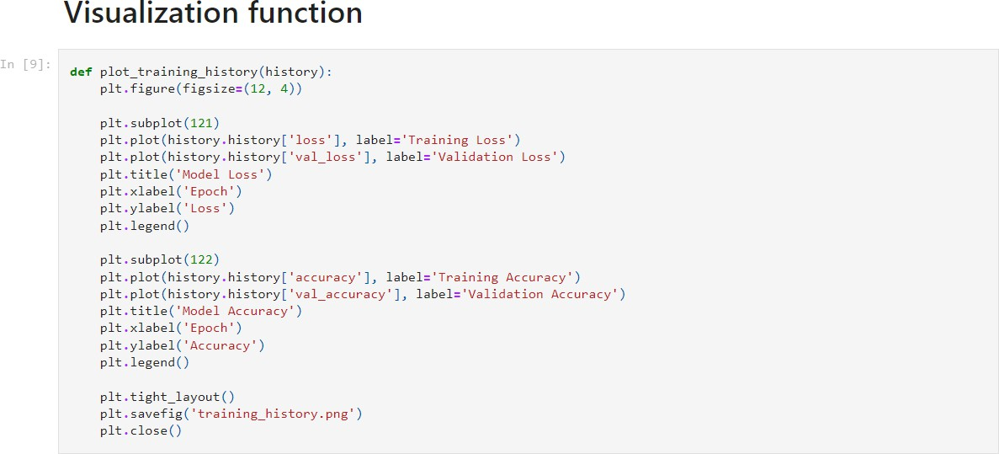 Visualization function
In [9]:
def plot_training_history(history):
    plt.figure(figsize=(12, 4))

    plt.subplot(121)
    plt.plot(history.history['loss'], label='Training Loss')
    plt.plot(history.history['val_loss'], label='Validation Loss')
    plt.title('Model Loss')
    plt.xlabel('Epoch')
    plt.ylabel('Loss')
    plt.legend()

    plt.subplot(122)
    plt.plot(history.history['accuracy'], label='Training Accuracy')
    plt.plot(history.history['val_accuracy'], label='Validation Accuracy')
    plt.title('Model Accuracy')
    plt.xlabel('Epoch')
    plt.ylabel('Accuracy')
    plt.legend()

    plt.tight_layout()
    plt.savefig('training_history.png')
    plt.close()